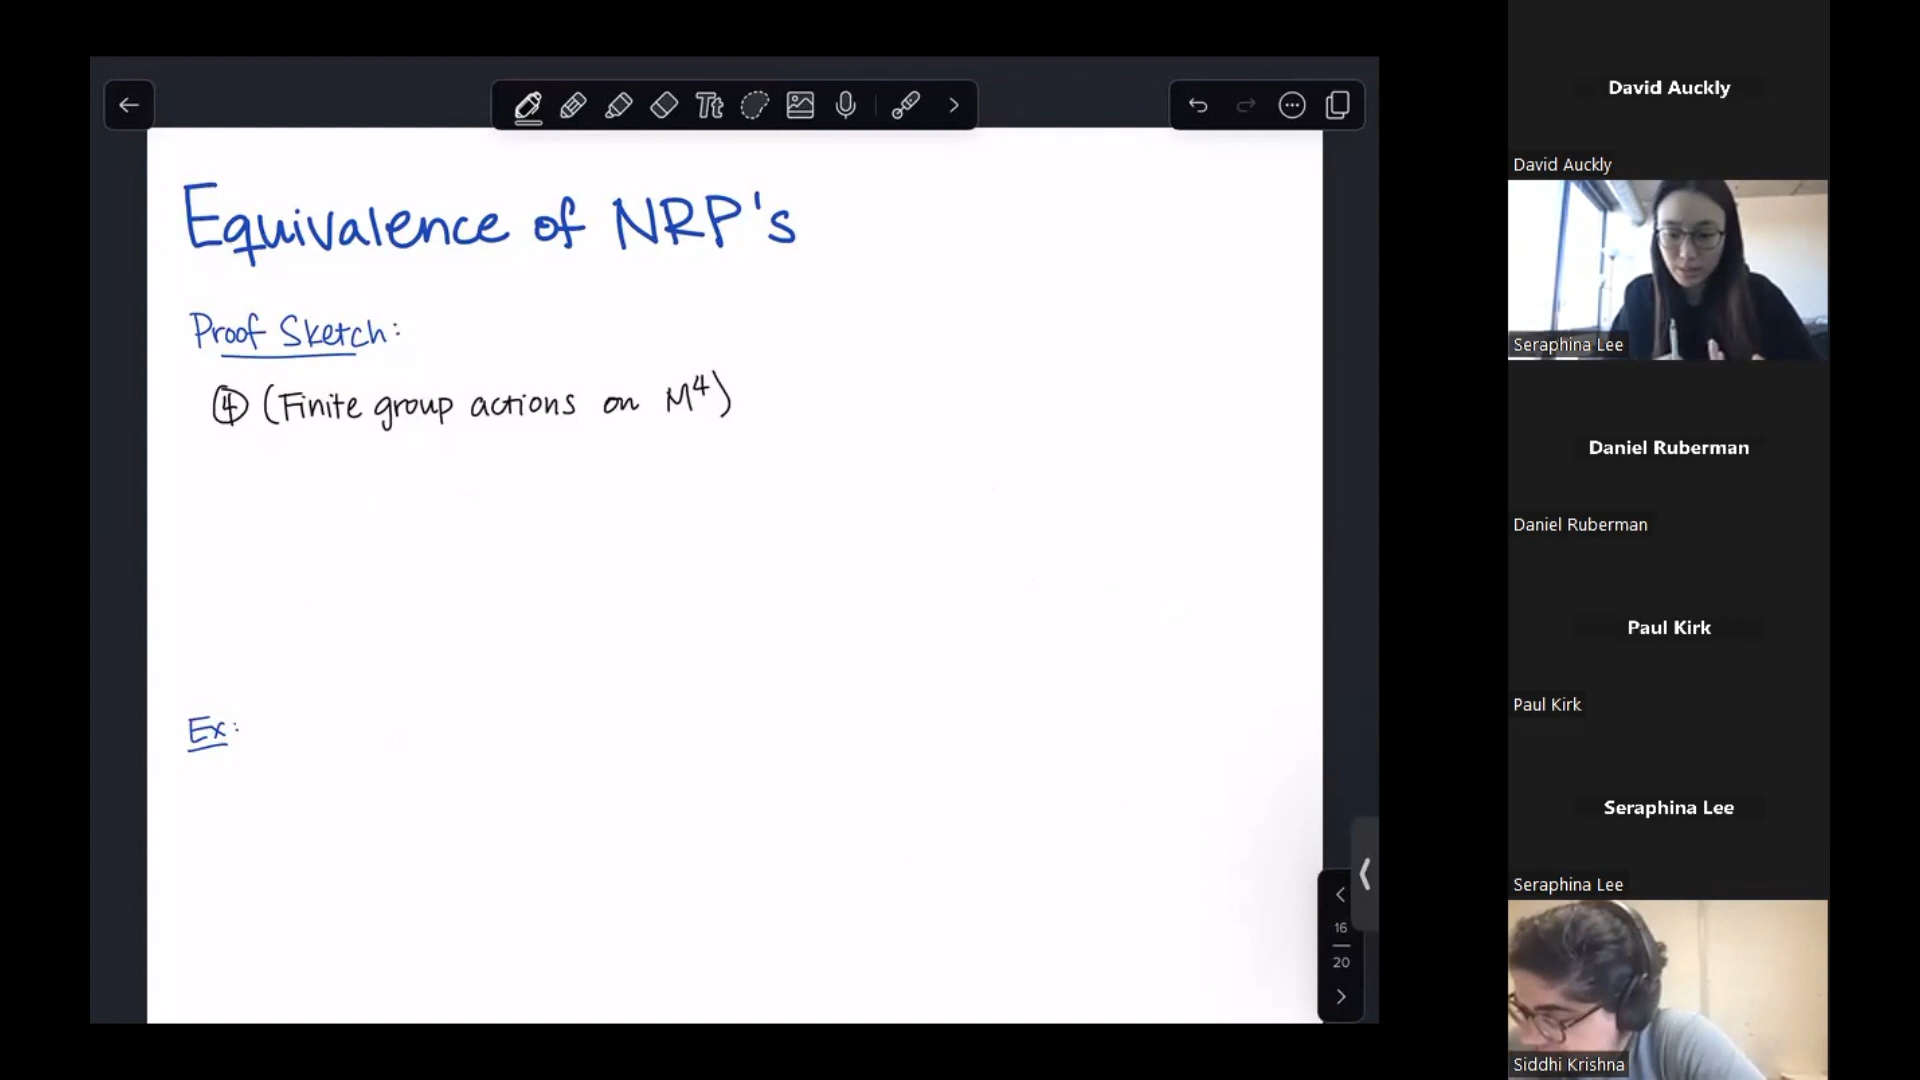 Equivalence of NRP's
Proof Sketch:
④ (Finite group actions on M⁴)
Ex:
Tt
16
20
David Auckly
David Auckly
Seraphina Lee
Daniel Ruberman
Daniel Ruberman
Paul Kirk
Paul Kirk
Seraphina Lee
Seraphina Lee
Siddhi Krishna